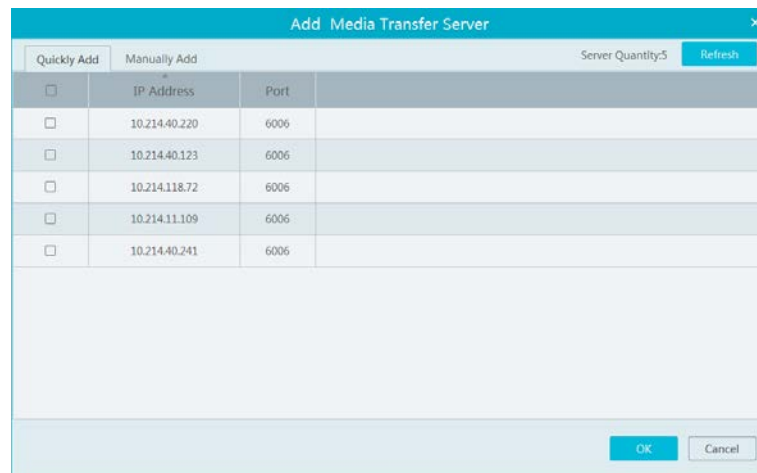 Add Media Transfer Server
Quickly Add Manually Add Server Quantity:5 Refresh
IP Address Port
10.214.40.220 6006
10.214.40.123 6006
10.214.118.72 6006
10.214.11.109 6006
10.214.40.241 6006
OK Cancel